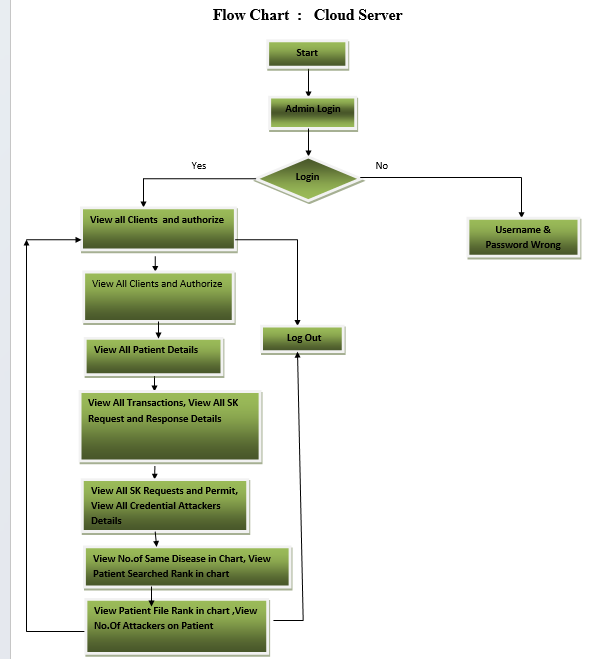 Flow Chart : Cloud Server
Start
Admin Login
Login
Yes
No
View all Clients and authorize
Username &
Password Wrong
View All Clients and Authorize
Log Out
View All Patient Details
View All Transactions, View All SK
Request and Response Details
View All SK Requests and Permit,
View All Credential Attackers
Details
View No.of Same Disease in Chart, View
Patient Searched Rank in chart
View Patient File Rank in chart ,View
No.Of Attackers on Patient